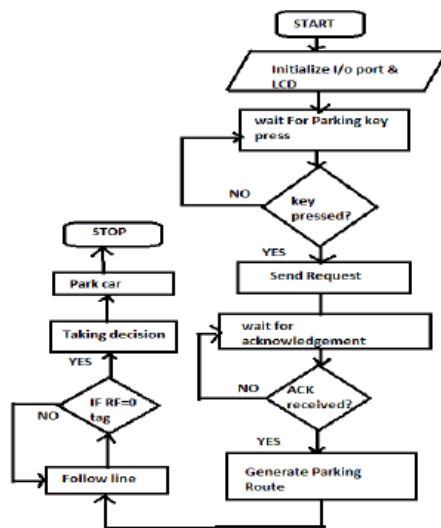 START
Initialize I/o port &
LCD
wait For Parking key
press
NO
key
pressed?
YES
Send Request
wait for
acknowledgement
NO
ACK
received?
YES
Generate Parking
Route
Follow line
NO
IF RF=0
tag
YES
Taking decision
Park car
STOP